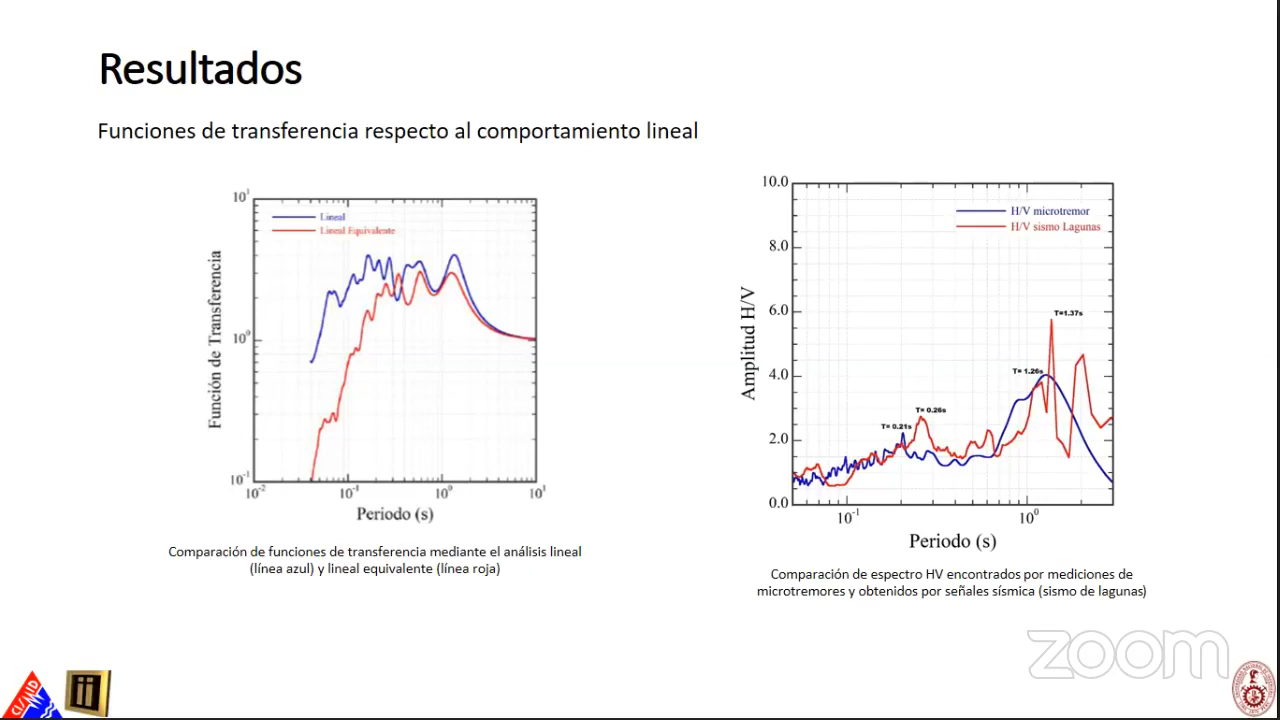 Resultados
Funciones de transferencia respecto al comportamiento lineal
10¹
10⁰
10⁻¹
Función de Transferencia
Lineal
Lineal Equivalente
10⁻²
10⁻¹
10⁰
10¹
Periodo (s)
Comparación de funciones de transferencia mediante el análisis lineal
(línea azul) y lineal equivalente (línea roja)
10.0
8.0
6.0
4.0
2.0
0.0
Amplitud H/V
H/V microtremor
H/V sismo Lagunas
T=1.37s
T= 1.26s
T= 0.26s
T= 0.21s
10⁻¹
10⁰
Periodo (s)
Comparación de espectro HV encontrados por mediciones de
microtremores y obtenidos por señales sísmica (sismo de lagunas)
zoom
CISMID